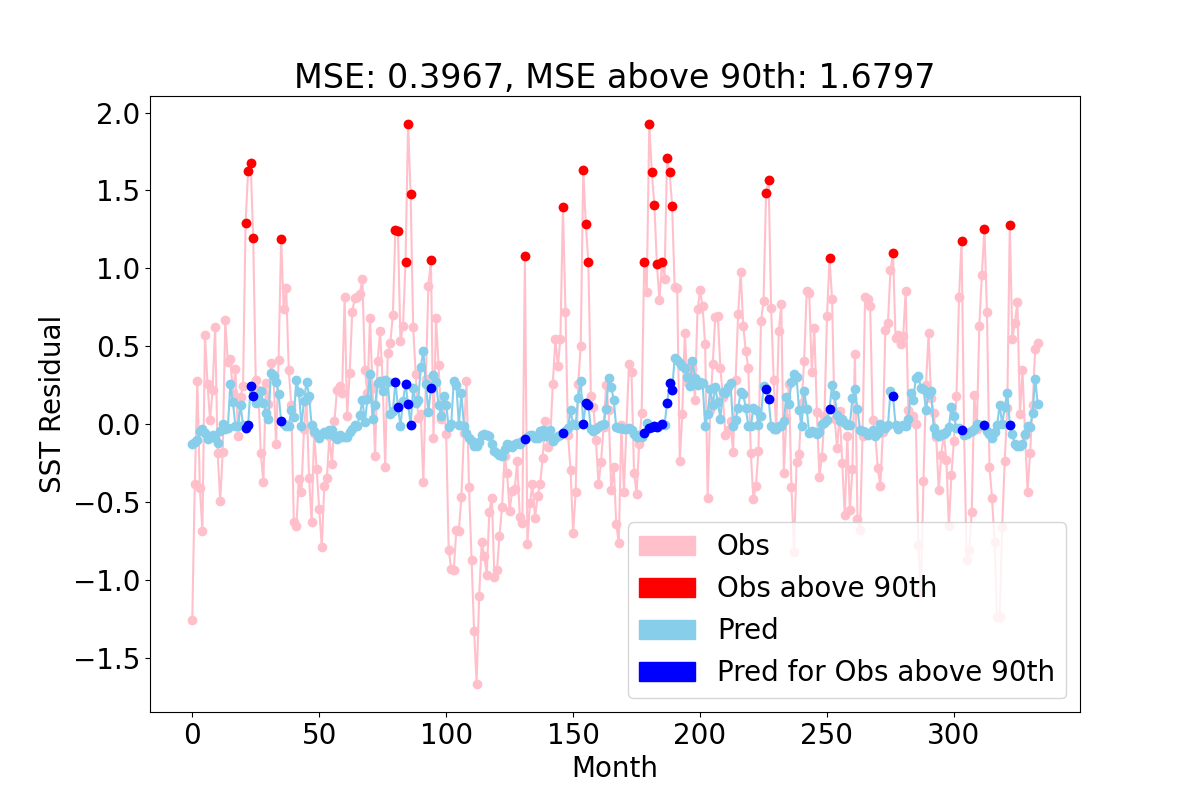 MSE: 0.3967, MSE above 90th: 1.6797
2.0
1.5
1.0
0.5
0.0
−0.5
−1.0
−1.5
SST Residual
Obs
Obs above 90th
Pred
Pred for Obs above 90th
0 50 100 150 200 250 300
Month